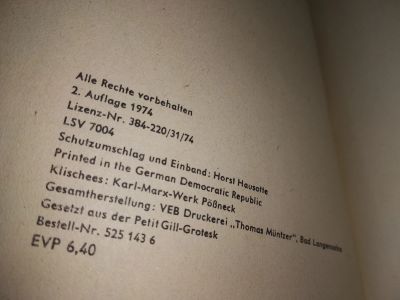 Alle Rechte vorbehalten
2. Auflage 1974
Lizenz-Nr. 384-220/31/74
LSV 7004
Schutzumschlag und Einband: Horst Hausotte
Printed in the German Democratic Republic
Klischees: Karl-Marx-Werk Pößneck
Gesamtherstellung: VEB Druckerei „Thomas Müntzer", Bad Langensalza
Gesetzt aus der Petit Gill-Grotesk
Bestell-Nr. 525 143 6
EVP 6,40